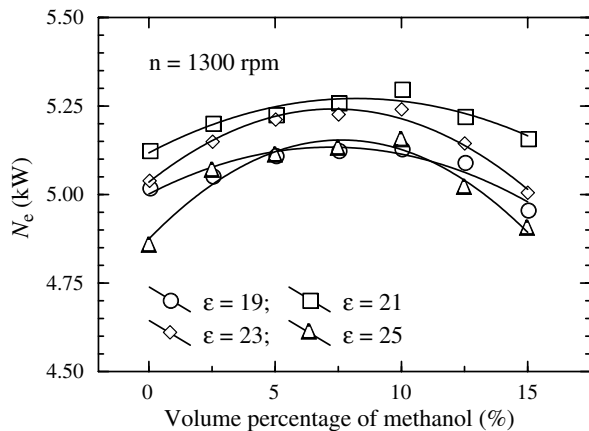 5.50
n = 1300 rpm
5.25
5.00
4.75
4.50
N_e (kW)
ε = 19; ε = 21
ε = 23; ε = 25
0 5 10 15
Volume percentage of methanol (%)